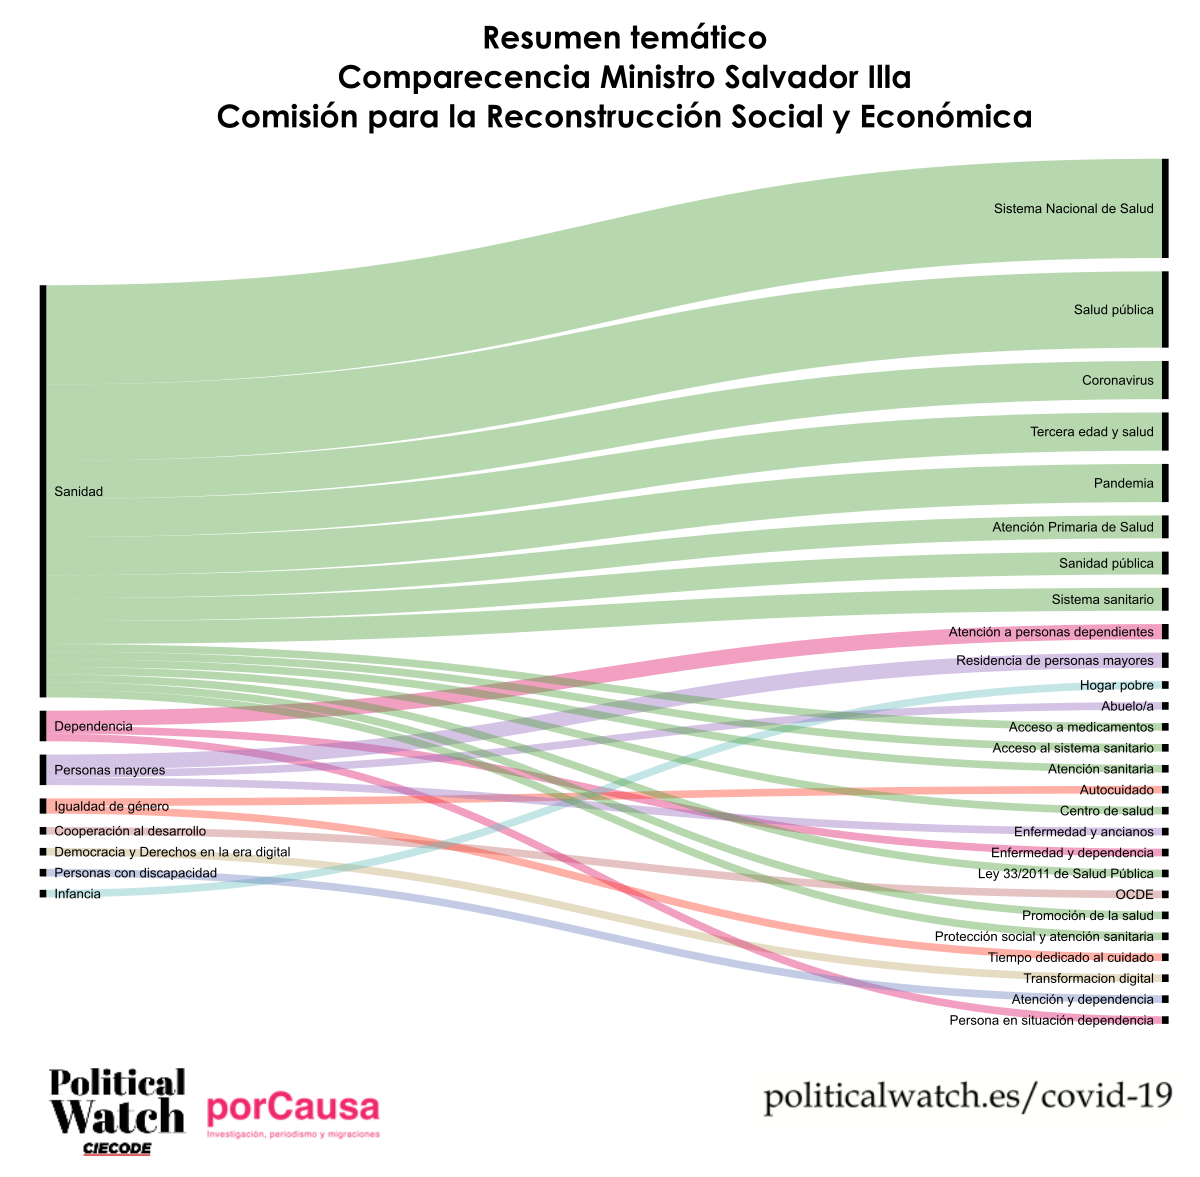 Resumen temático
Comparecencia Ministro Salvador Illa
Comisión para la Reconstrucción Social y Económica
Sanidad
Dependencia
Personas mayores
Igualdad de género
Cooperación al desarrollo
Democracia y Derechos en la era digital
Personas con discapacidad
Infancia
Sistema Nacional de Salud
Salud pública
Coronavirus
Tercera edad y salud
Pandemia
Atención Primaria de Salud
Sanidad pública
Sistema sanitario
Atención a personas dependientes
Residencia de personas mayores
Hogar pobre
Abuelo/a
Acceso a medicamentos
Acceso al sistema sanitario
Atención sanitaria
Autocuidado
Centro de salud
Enfermedad y ancianos
Enfermedad y dependencia
Ley 33/2011 de Salud Pública
OCDE
Promoción de la salud
Protección social y atención sanitaria
Tiempo dedicado al cuidado
Transformacion digital
Atención y dependencia
Persona en situación dependencia
Political
Watch
CIECODE
porCausa
Investigación, periodismo y migraciones
politicalwatch.es/covid-19